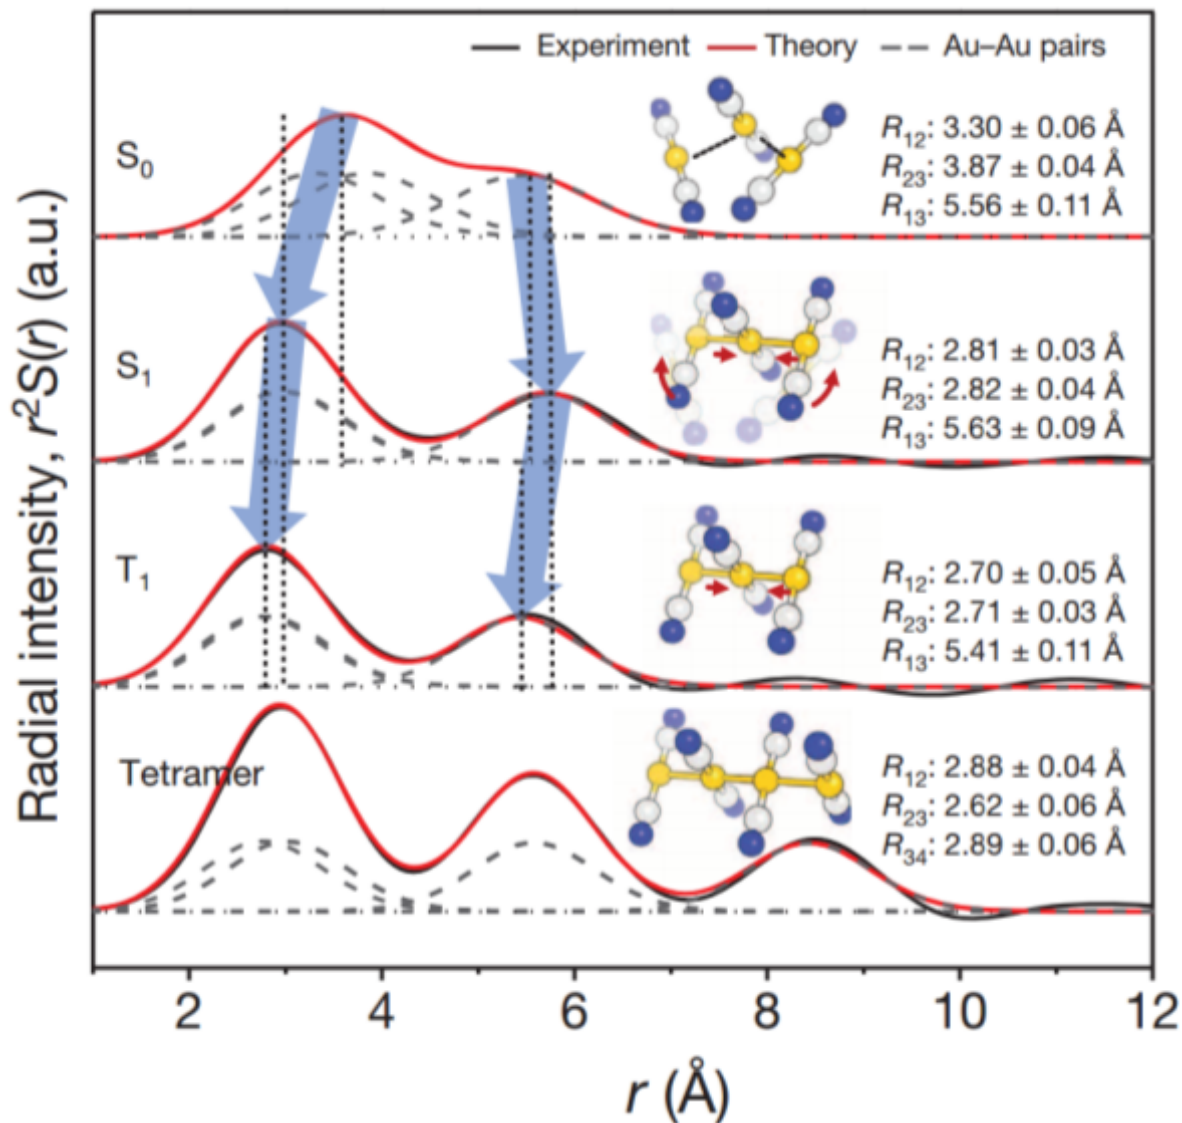 Experiment Theory Au–Au pairs
S0
R12: 3.30 ± 0.06 Å
R23: 3.87 ± 0.04 Å
R13: 5.56 ± 0.11 Å
S1
R12: 2.81 ± 0.03 Å
R23: 2.82 ± 0.04 Å
R13: 5.63 ± 0.09 Å
T1
R12: 2.70 ± 0.05 Å
R23: 2.71 ± 0.03 Å
R13: 5.41 ± 0.11 Å
Tetramer
R12: 2.88 ± 0.04 Å
R23: 2.62 ± 0.06 Å
R34: 2.89 ± 0.06 Å
Radial intensity, r²S(r) (a.u.)
2 4 6 8 10 12
r (Å)